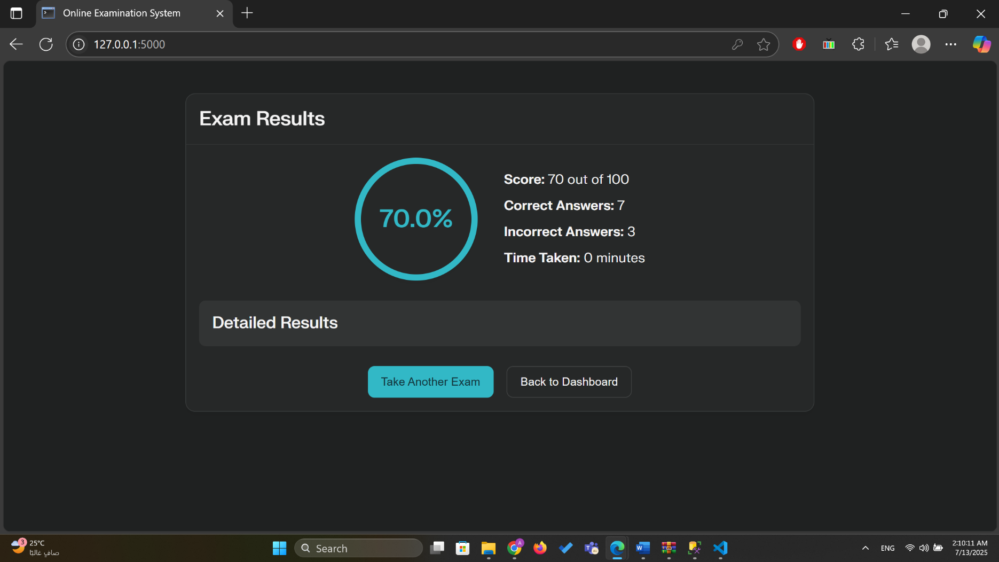 Online Examination System
127.0.0.1:5000
Exam Results
70.0%
Score: 70 out of 100
Correct Answers: 7
Incorrect Answers: 3
Time Taken: 0 minutes
Detailed Results
Take Another Exam
Back to Dashboard
3
25°C
صافٍ غالبًا
Search
A
ENG
2:10:11 AM
7/13/2025